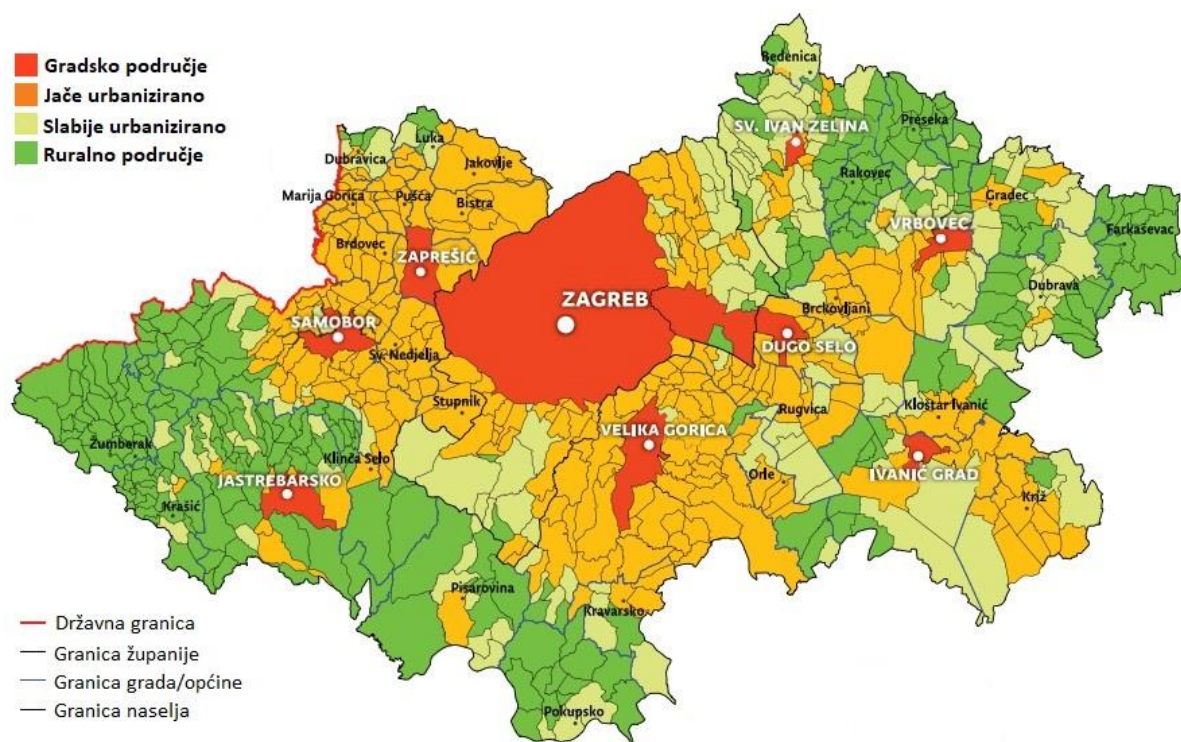 Gradsko područje
Jače urbanizirano
Slabije urbanizirano
Ruralno područje
Bedenica
SV. IVAN ZELINA
Preseka
Luka
Dubravica
Jakovlje
Rakovec
Marija Gorica
Pušća
Gradec
Bistra
VRBOVEC
Farkaševac
Brdovec
ZAPREŠIĆ
Dubrava
ZAGREB
Brckovljani
SAMOBOR
DUGO SELO
Sv. Nedjelja
Stupnik
Rugvica
Kloštar Ivanić
VELIKA GORICA
Žumberak
Klinča Selo
IVANIĆ GRAD
Orle
JASTREBARSKO
Križ
Krašić
Pisarovina
Kravarsko
Pokupsko
Državna granica
Granica županije
Granica grada/općine
Granica naselja